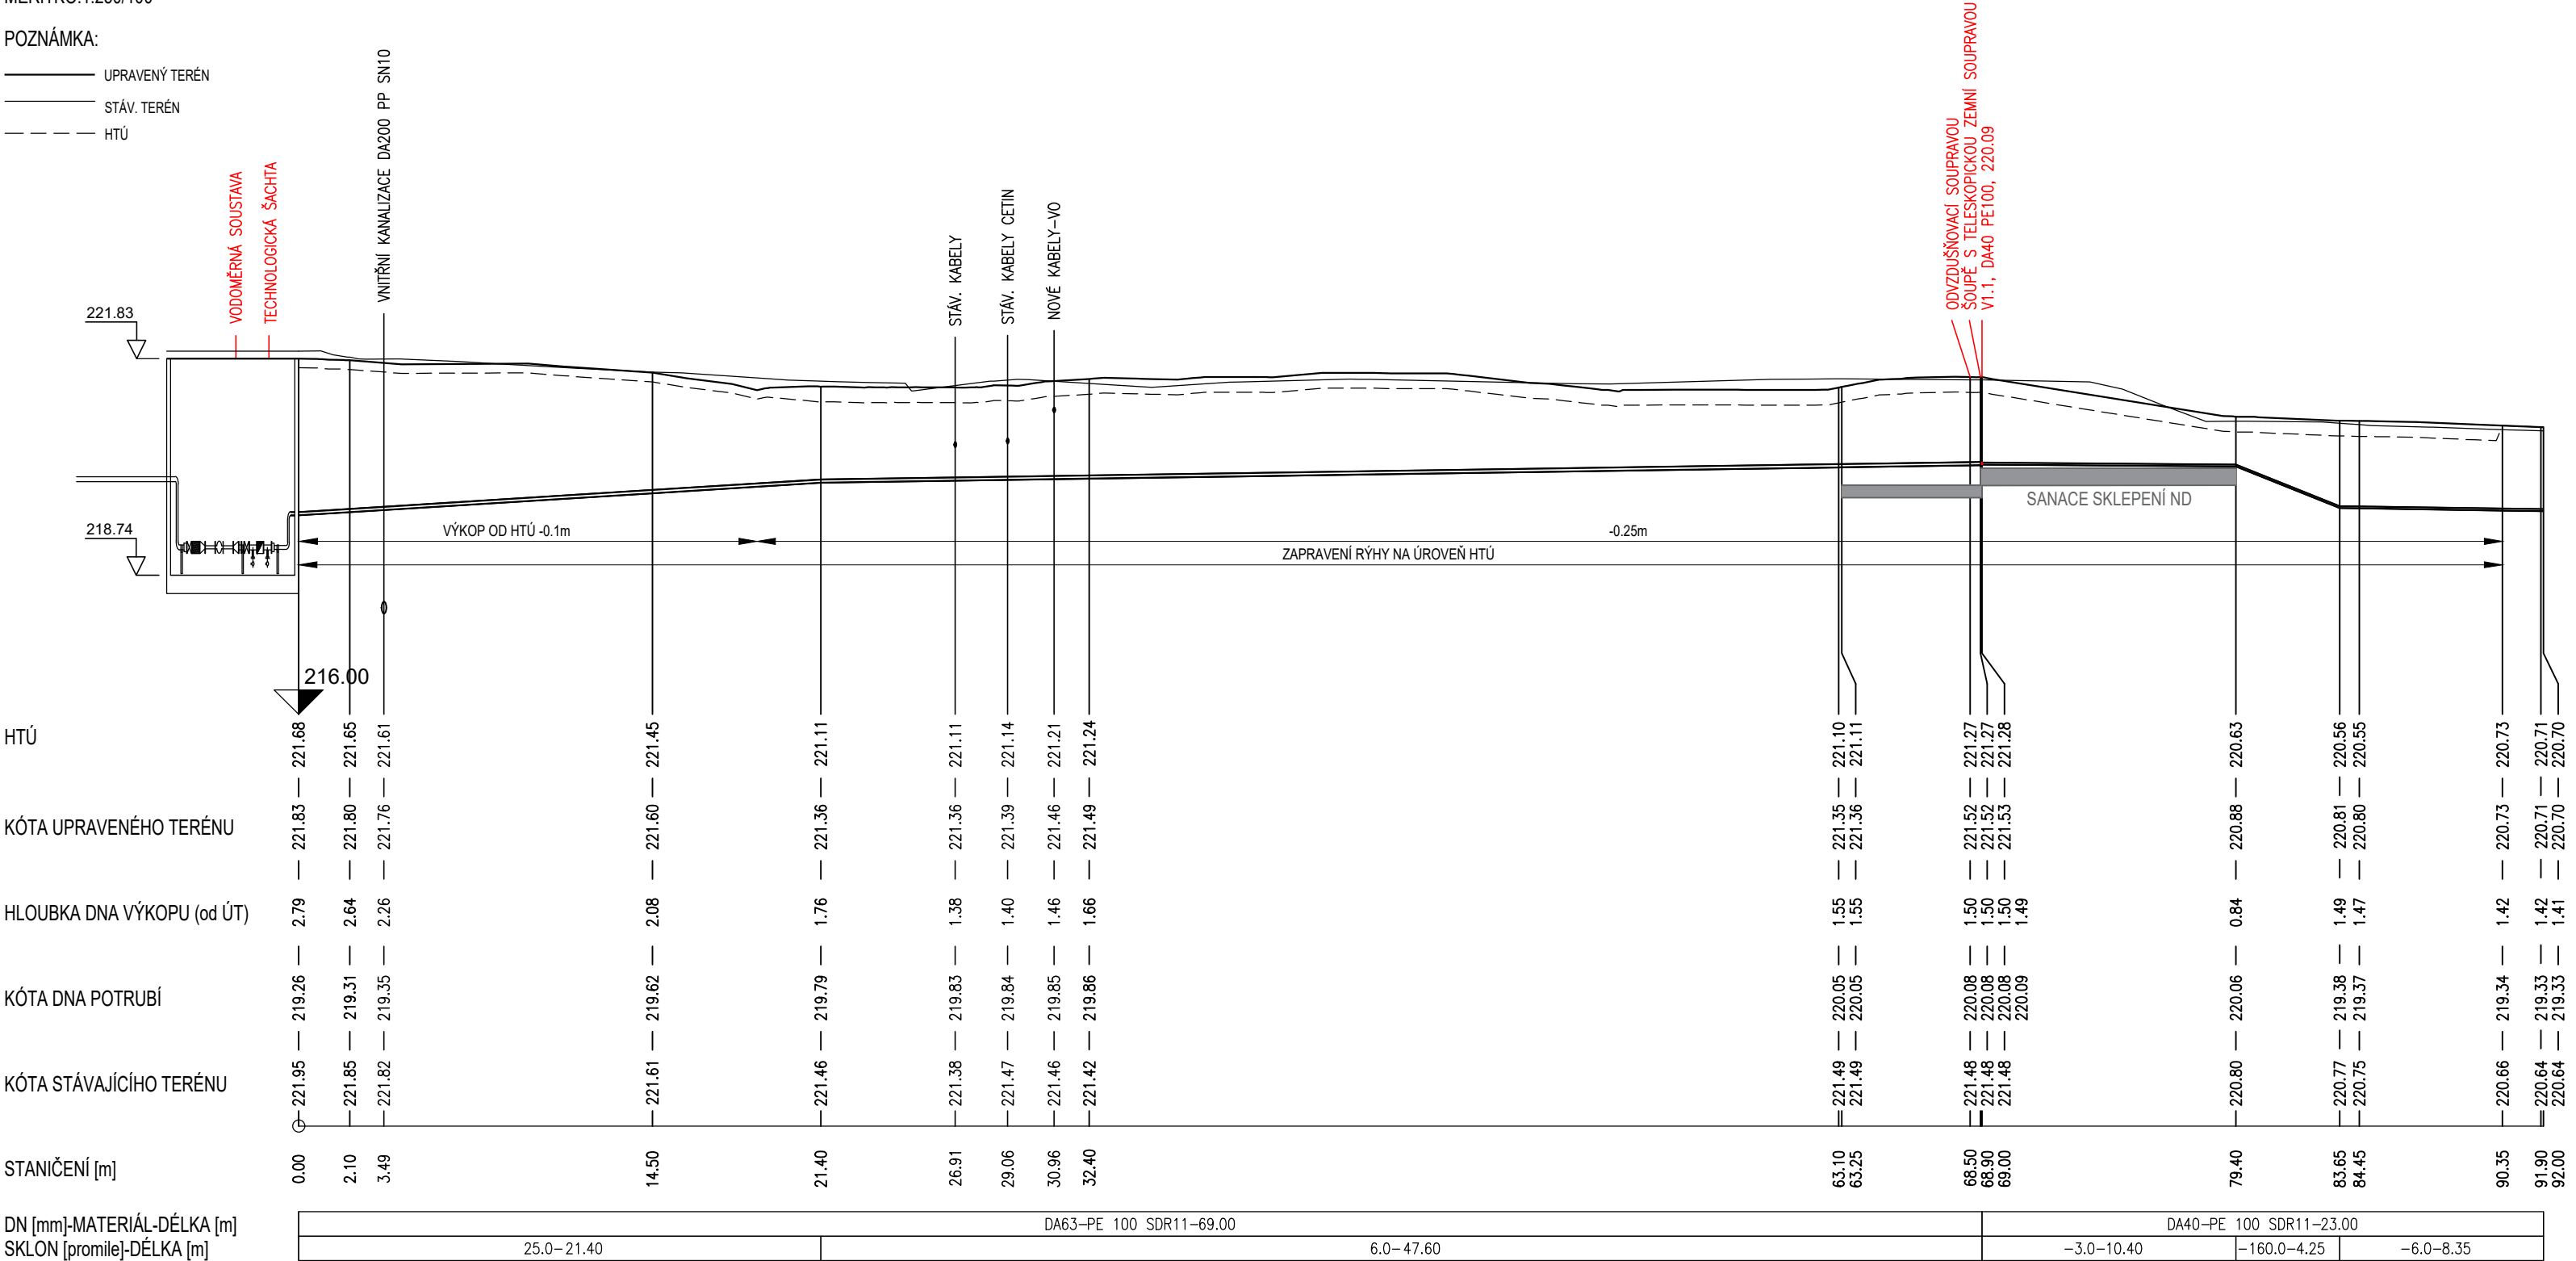 POZNÁMKA:
UPRAVENÝ TERÉN
STÁV. TERÉN
HTÚ
VODOMĚRNÁ SOUSTAVA
TECHNOLOGICKÁ ŠACHTA
VNITŘNÍ KANALIZACE DA200 PP SN10
STÁV. KABELY
STÁV. KABELY CETIN
NOVÉ KABELY-VO
ODVZDUŠŇOVACÍ SOUPRAVOU
ŠOUPĚ S TELESKOPICKOU ZEMNÍ SOUPRAVOU
V1.1, DA40 PE100, 220.09
221.83
218.74
VÝKOP OD HTÚ -0.1m
-0.25m
ZAPRAVENÍ RÝHY NA ÚROVEŇ HTÚ
SANACE SKLEPENÍ ND
216.00
HTÚ 221.68 221.65 221.61 221.45 221.11 221.11 221.14 221.21 221.24 221.10 221.11 221.27 221.27 221.28 220.63 220.56 220.55 220.73 220.71 220.70
KÓTA UPRAVENÉHO TERÉNU 221.83 221.80 221.76 221.60 221.36 221.36 221.39 221.46 221.49 221.35 221.36 221.52 221.52 221.53 220.88 220.81 220.80 220.73 220.71 220.70
HLOUBKA DNA VÝKOPU (od ÚT) 2.79 2.64 2.26 2.08 1.76 1.38 1.40 1.46 1.66 1.55 1.55 1.50 1.50 1.50 1.49 0.84 1.49 1.47 1.42 1.42 1.41
KÓTA DNA POTRUBÍ 219.26 219.31 219.35 219.62 219.79 219.83 219.84 219.85 219.86 220.05 220.05 220.08 220.08 220.08 220.09 220.06 219.38 219.37 219.34 219.33 219.33
KÓTA STÁVAJÍCÍHO TERÉNU 221.95 221.85 221.82 221.61 221.46 221.38 221.47 221.46 221.42 221.49 221.49 221.48 221.48 221.48 220.80 220.77 220.75 220.66 220.64 220.64
STANIČENÍ [m] 0.00 2.10 3.49 14.50 21.40 26.91 29.06 30.96 32.40 63.10 63.25 68.50 68.90 69.00 79.40 83.65 84.45 90.35 91.90 92.00
DN [mm]-MATERIÁL-DÉLKA [m] DA63-PE 100 SDR11-69.00 DA40-PE 100 SDR11-23.00
SKLON [promile]-DÉLKA [m] 25.0-21.40 6.0-47.60 -3.0-10.40 -160.0-4.25 -6.0-8.35